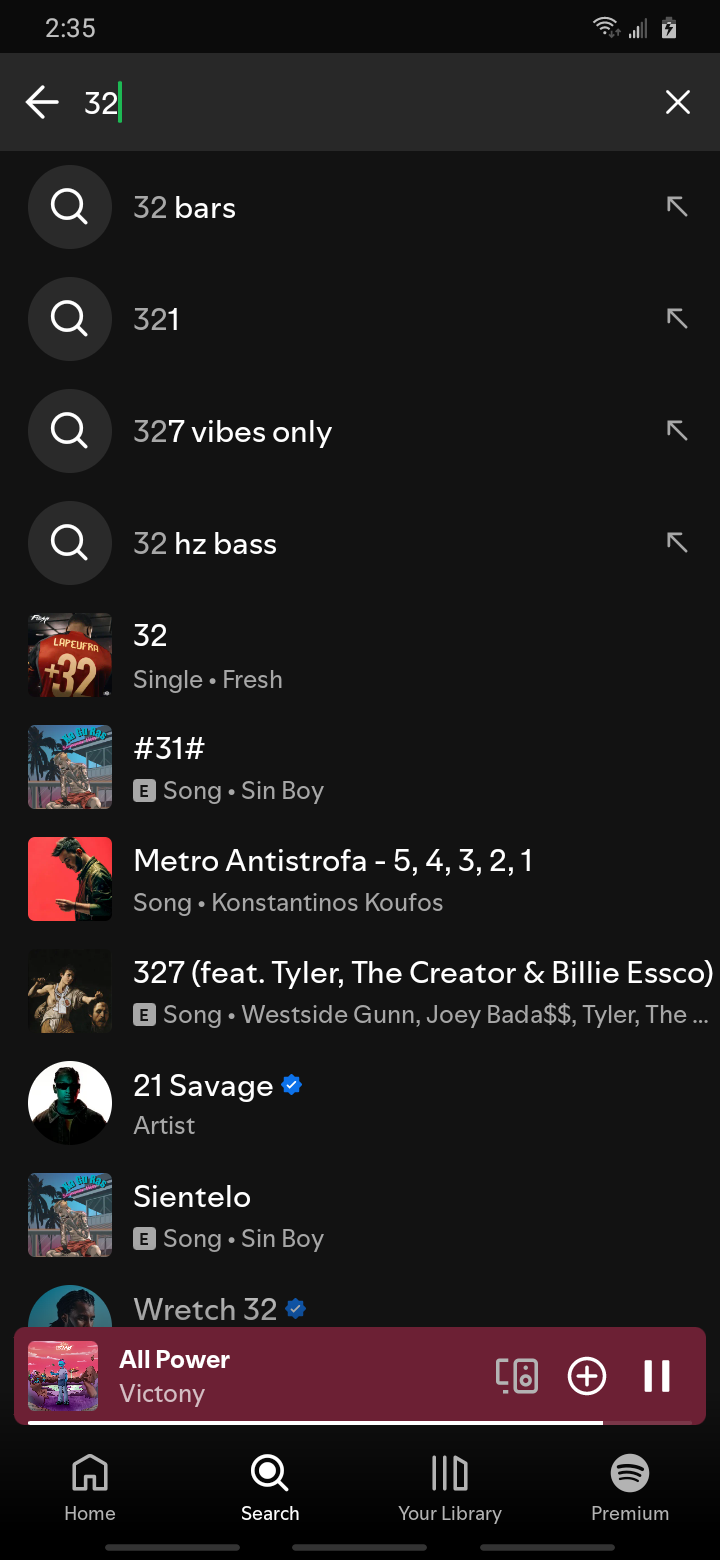 2:35
32
32 bars
321
327 vibes only
32 hz bass
LAPEUFRA
+32
32
Single • Fresh
#31#
E Song • Sin Boy
Metro Antistrofa - 5, 4, 3, 2, 1
Song • Konstantinos Koufos
327 (feat. Tyler, The Creator & Billie Essco)
E Song • Westside Gunn, Joey Bada$$, Tyler, The ...
21 Savage
Artist
Sientelo
E Song • Sin Boy
Wretch 32
All Power
Victony
Home
Search
Your Library
Premium